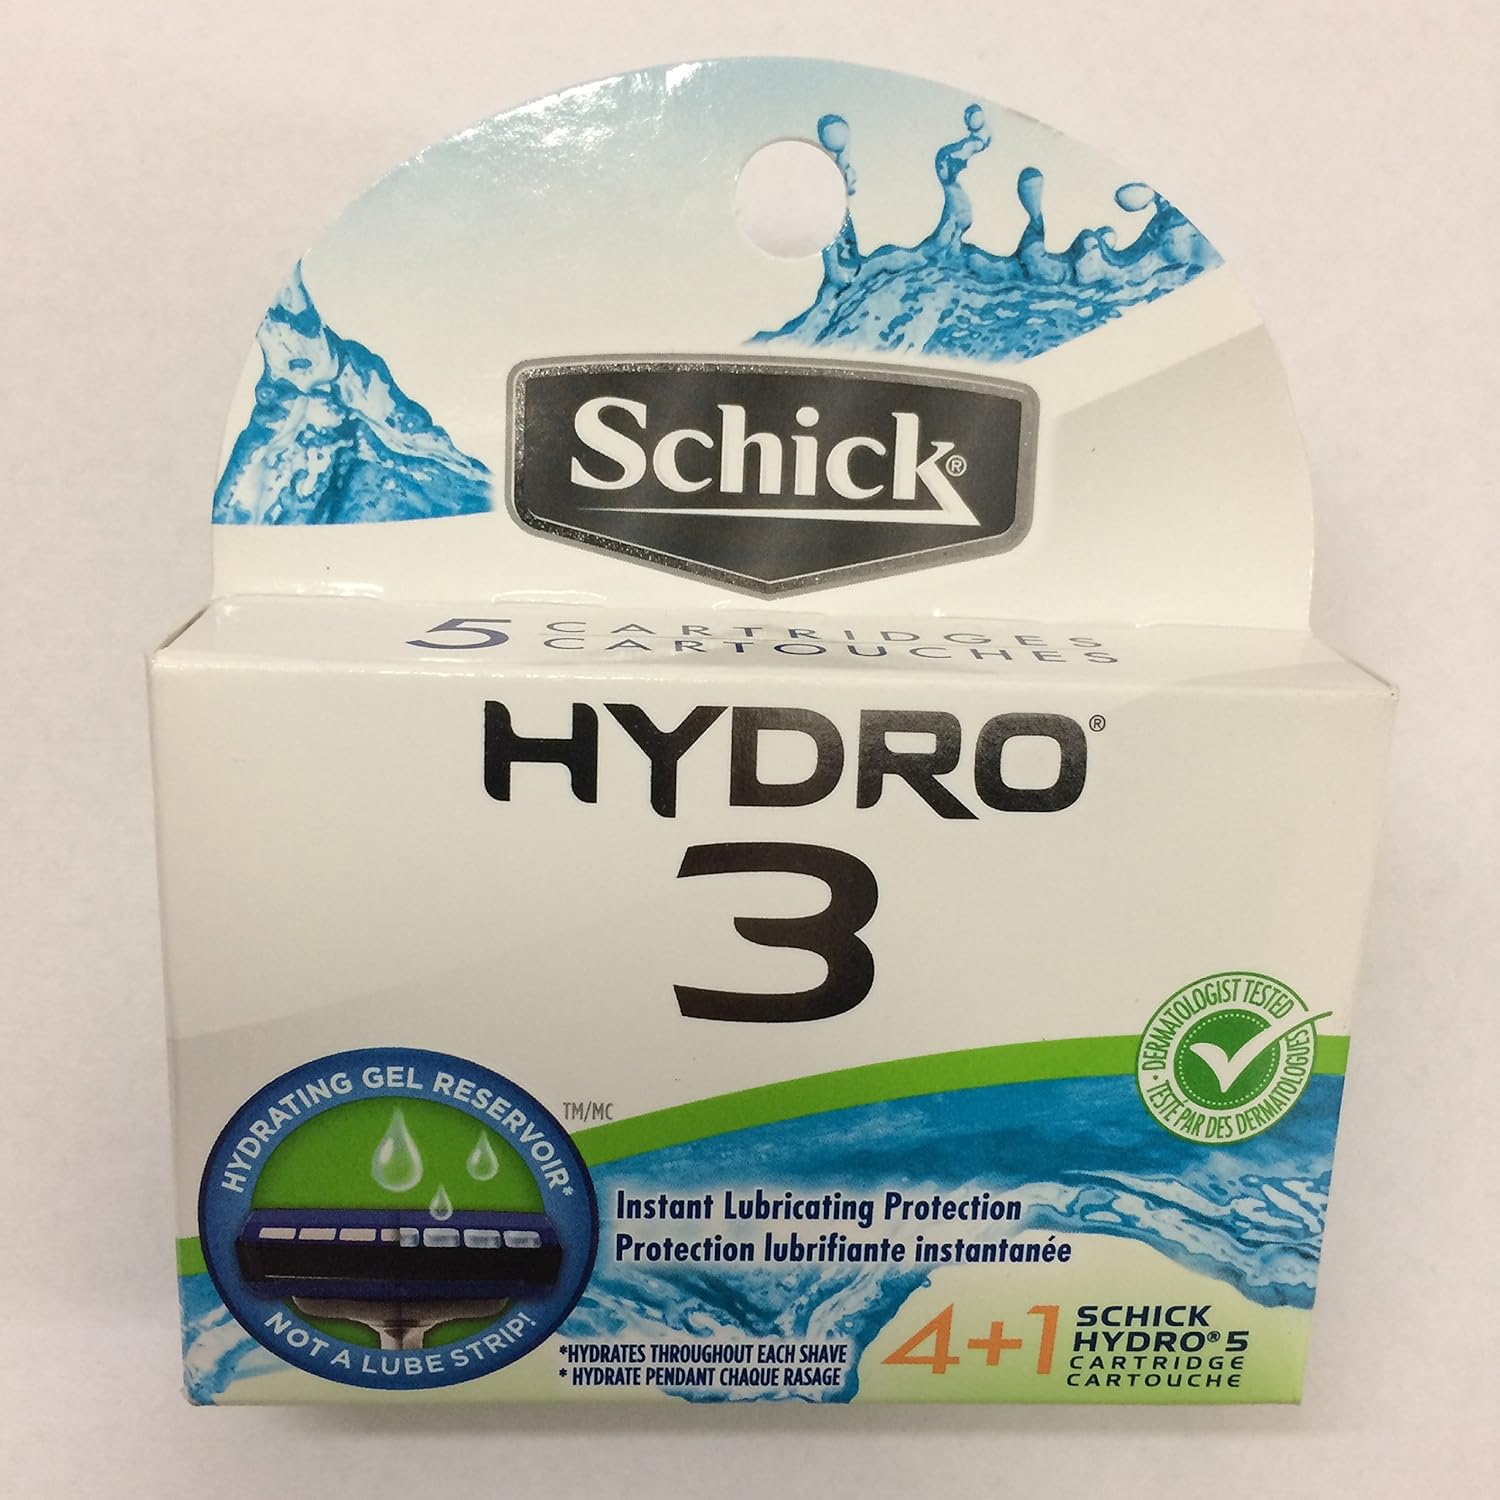 Schick®
5 CARTRIDGES
CARTOUCHES
HYDRO®
3
DERMATOLOGIST TESTED
• TESTÉ PAR DES DERMATOLOGUES •
HYDRATING GEL RESERVOIR*
TM/MC
NOT A LUBE STRIP!
Instant Lubricating Protection
Protection lubrifiante instantanée
*HYDRATES THROUGHOUT EACH SHAVE
* HYDRATE PENDANT CHAQUE RASAGE
4+1
SCHICK
HYDRO® 5
CARTRIDGE
CARTOUCHE